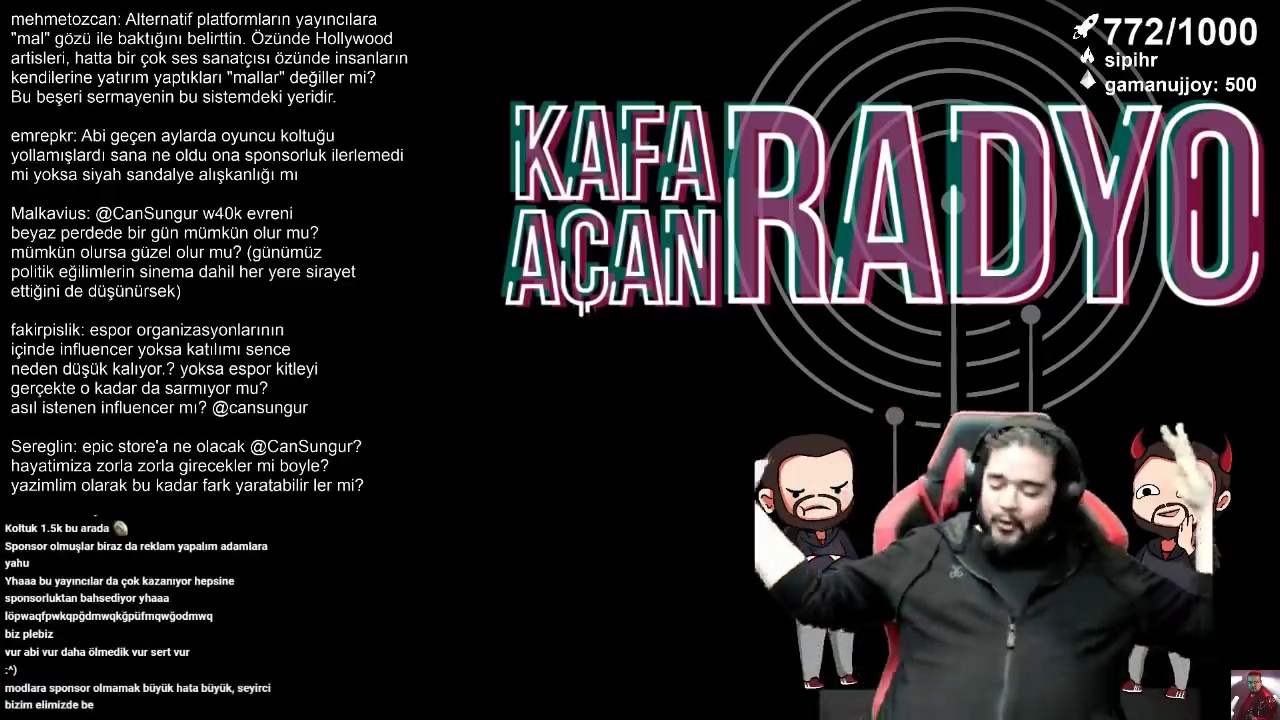 mehmetozcan: Alternatif platformların yayıncılara
"mal" gözü ile baktığını belirttin. Özünde Hollywood
artisleri, hatta bir çok ses sanatçısı özünde insanların
kendilerine yatırım yaptıkları "mallar" değiller mi?
Bu beşeri sermayenin bu sistemdeki yeridir.
emrepkr: Abi geçen aylarda oyuncu koltuğu
yollamışlardı sana ne oldu ona sponsorluk ilerlemedi
mi yoksa siyah sandalye alışkanlığı mı
Malkavius: @CanSungur w40k evreni
beyaz perdede bir gün mümkün olur mu?
mümkün olursa güzel olur mu? (günümüz
politik eğilimlerin sinema dahil her yere sirayet
ettiğini de düşünürsek)
fakirpislik: espor organizasyonlarının
içinde influencer yoksa katılımı sence
neden düşük kalıyor.? yoksa espor kitleyi
gerçekte o kadar da sarmıyor mu?
asıl istenen influencer mı? @cansungur
Sereglin: epic store'a ne olacak @CanSungur?
hayatimiza zorla zorla girecekler mi boyle?
yazimlim olarak bu kadar fark yaratabilir ler mi?
Koltuk 1.5k bu arada
Sponsor olmuşlar biraz da reklam yapalım adamlara
yahu
Yhaaa bu yayıncılar da çok kazanıyor hepsine
sponsorluktan bahsediyor yhaaa
löpwaqfpwkqpğdmwqkğpüfmqwğodmwq
biz plebiz
vur abi vur daha ölmedik vur sert vur
:^)
modlara sponsor olmamak büyük hata büyük, seyirci
bizim elimizde be
772/1000
sipihr
gamanujjoy: 500
KAFA
AÇAN
RADYO